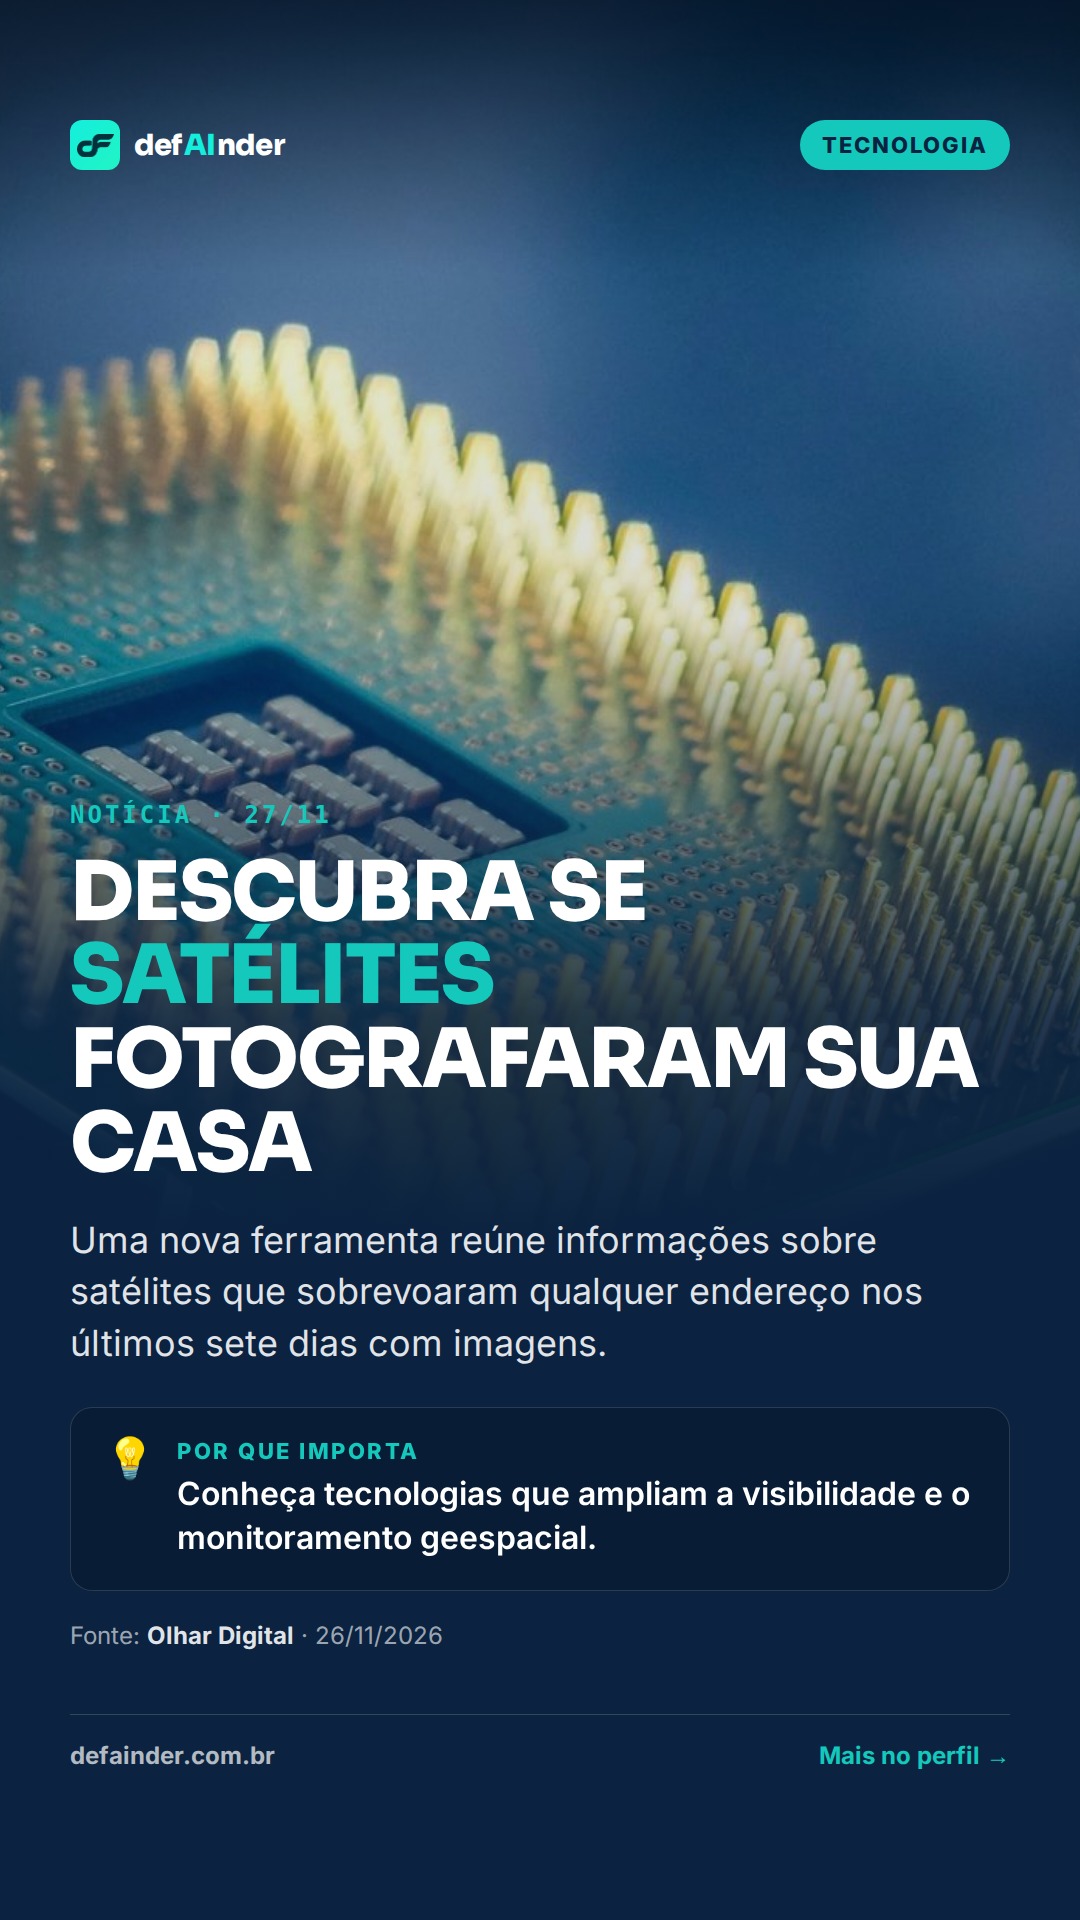 defAInder
TECNOLOGIA
NOTÍCIA · 27/11
DESCUBRA SE
SATÉLITES
FOTOGRAFARAM SUA
CASA
Uma nova ferramenta reúne informações sobre
satélites que sobrevoaram qualquer endereço nos
últimos sete dias com imagens.
POR QUE IMPORTA
Conheça tecnologias que ampliam a visibilidade e o
monitoramento geespacial.
Fonte: Olhar Digital · 26/11/2026
defainder.com.br
Mais no perfil →